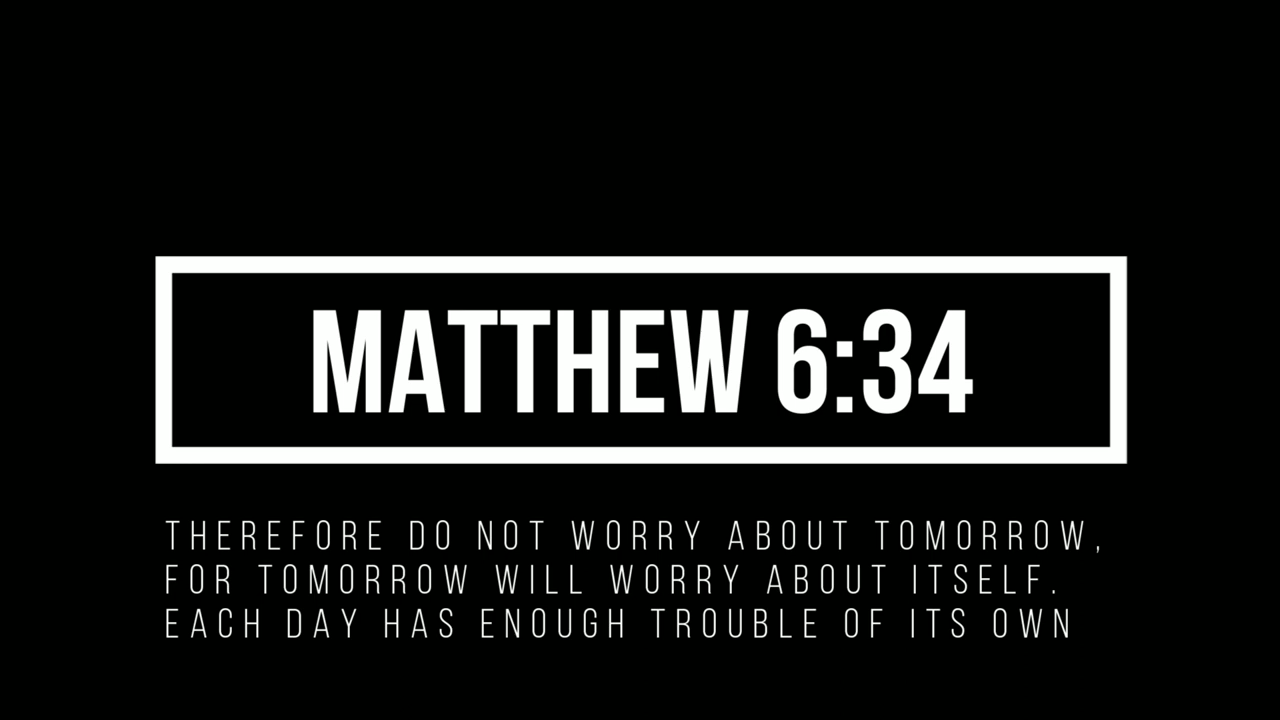 MATTHEW 6:34
THEREFORE DO NOT WORRY ABOUT TOMORROW,
FOR TOMORROW WILL WORRY ABOUT ITSELF.
EACH DAY HAS ENOUGH TROUBLE OF ITS OWN